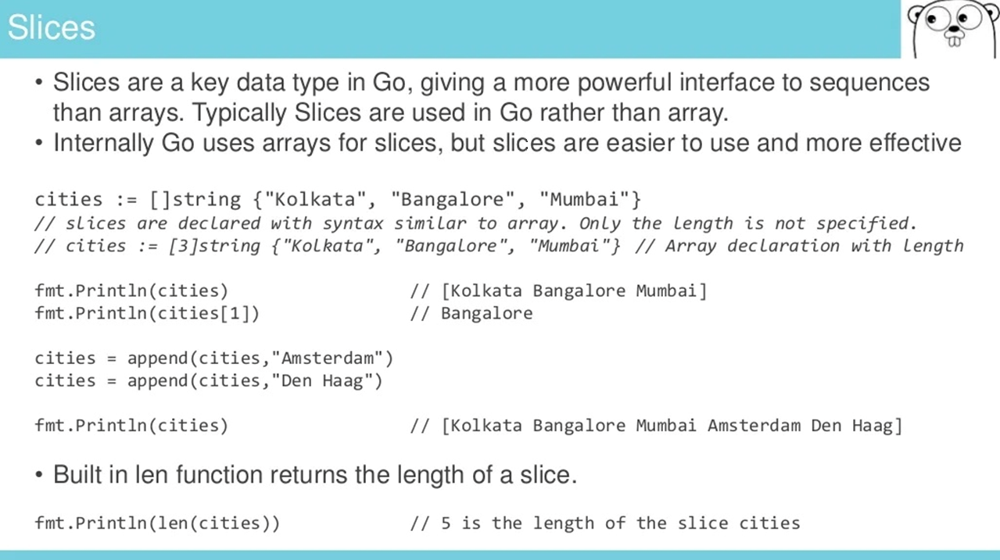 Slices
• Slices are a key data type in Go, giving a more powerful interface to sequences
than arrays. Typically Slices are used in Go rather than array.
• Internally Go uses arrays for slices, but slices are easier to use and more effective
cities := []string {"Kolkata", "Bangalore", "Mumbai"}
// slices are declared with syntax similar to array. Only the length is not specified.
// cities := [3]string {"Kolkata", "Bangalore", "Mumbai"} // Array declaration with length
fmt.Println(cities) // [Kolkata Bangalore Mumbai]
fmt.Println(cities[1]) // Bangalore
cities = append(cities,"Amsterdam")
cities = append(cities,"Den Haag")
fmt.Println(cities) // [Kolkata Bangalore Mumbai Amsterdam Den Haag]
• Built in len function returns the length of a slice.
fmt.Println(len(cities)) // 5 is the length of the slice cities